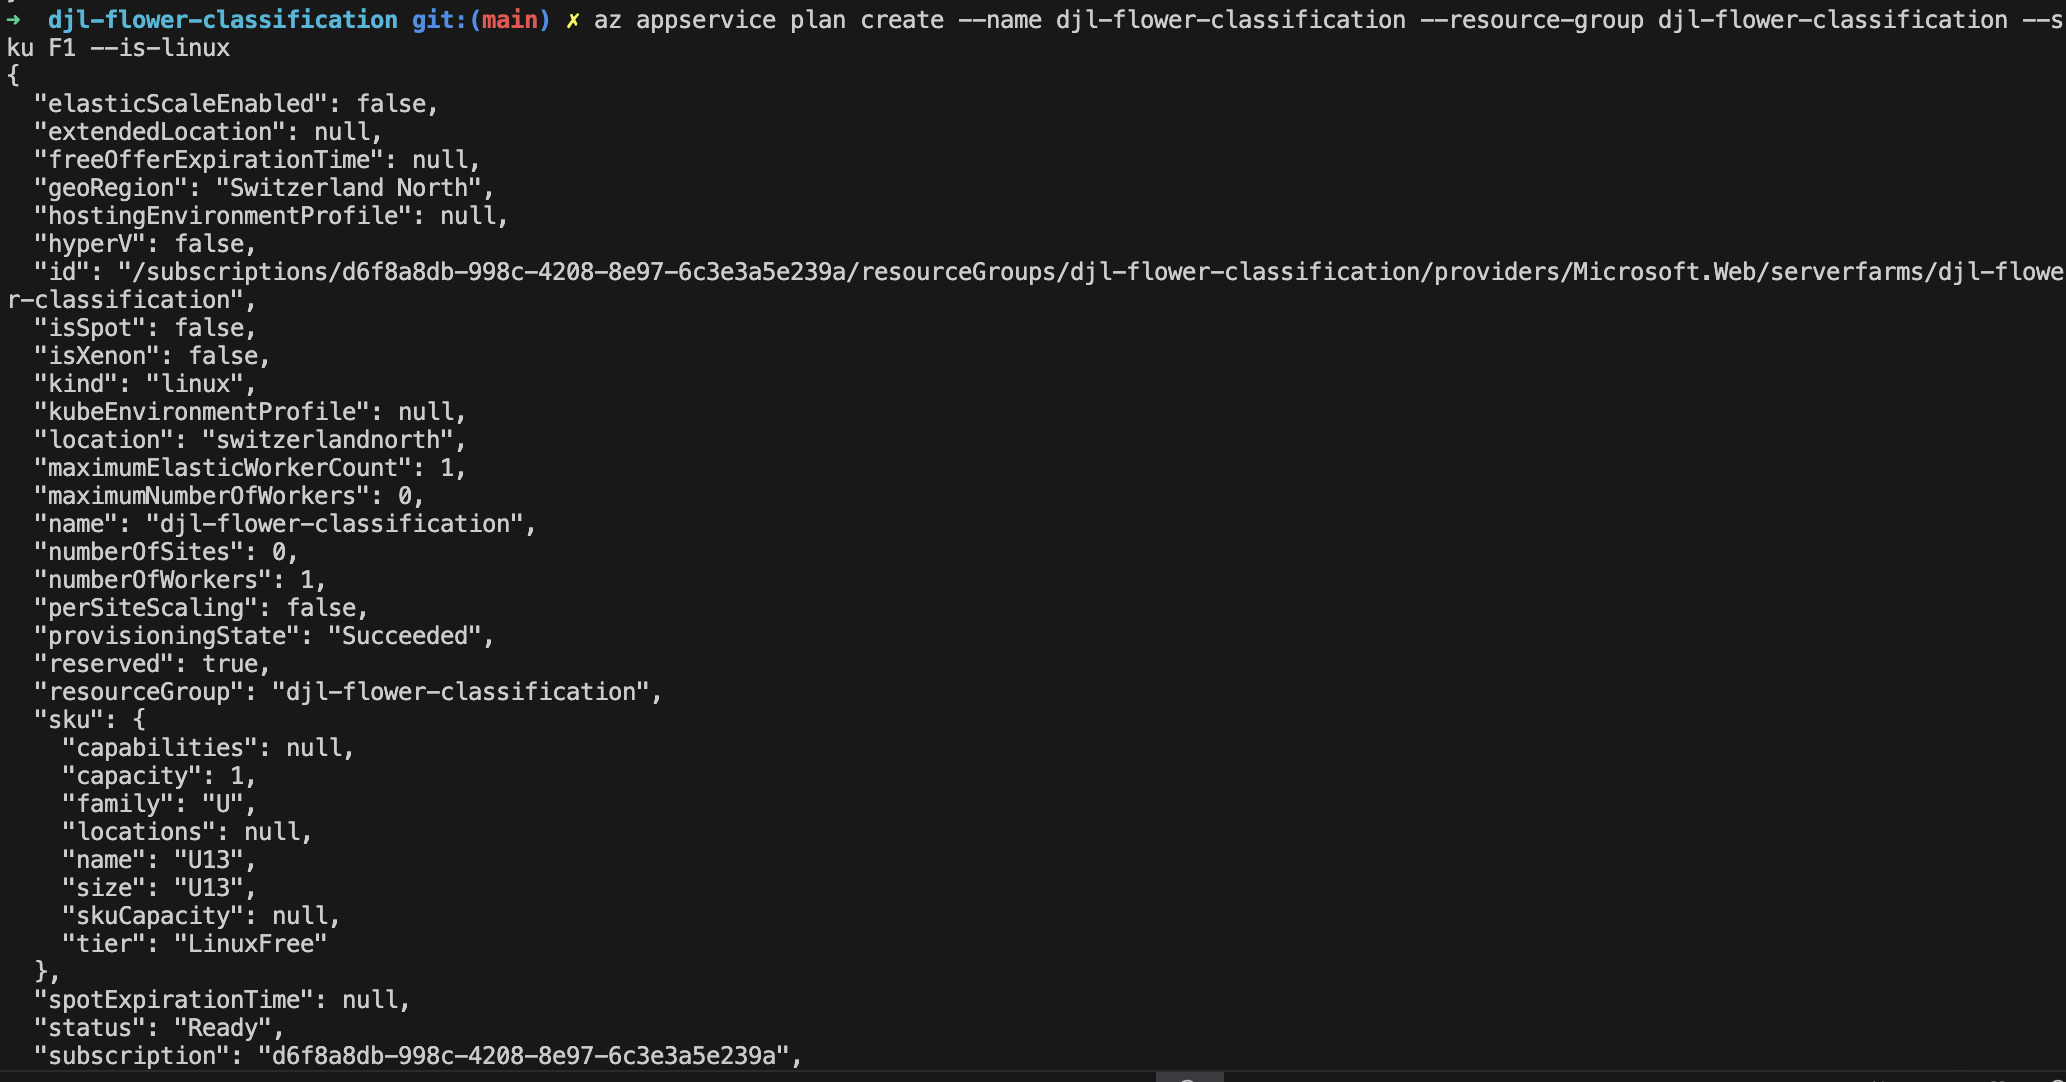 ➜  djl-flower-classification git:(main) ✗ az appservice plan create --name djl-flower-classification --resource-group djl-flower-classification --s
ku F1 --is-linux
{
  "elasticScaleEnabled": false,
  "extendedLocation": null,
  "freeOfferExpirationTime": null,
  "geoRegion": "Switzerland North",
  "hostingEnvironmentProfile": null,
  "hyperV": false,
  "id": "/subscriptions/d6f8a8db-998c-4208-8e97-6c3e3a5e239a/resourceGroups/djl-flower-classification/providers/Microsoft.Web/serverfarms/djl-flowe
r-classification",
  "isSpot": false,
  "isXenon": false,
  "kind": "linux",
  "kubeEnvironmentProfile": null,
  "location": "switzerlandnorth",
  "maximumElasticWorkerCount": 1,
  "maximumNumberOfWorkers": 0,
  "name": "djl-flower-classification",
  "numberOfSites": 0,
  "numberOfWorkers": 1,
  "perSiteScaling": false,
  "provisioningState": "Succeeded",
  "reserved": true,
  "resourceGroup": "djl-flower-classification",
  "sku": {
    "capabilities": null,
    "capacity": 1,
    "family": "U",
    "locations": null,
    "name": "U13",
    "size": "U13",
    "skuCapacity": null,
    "tier": "LinuxFree"
  },
  "spotExpirationTime": null,
  "status": "Ready",
  "subscription": "d6f8a8db-998c-4208-8e97-6c3e3a5e239a",